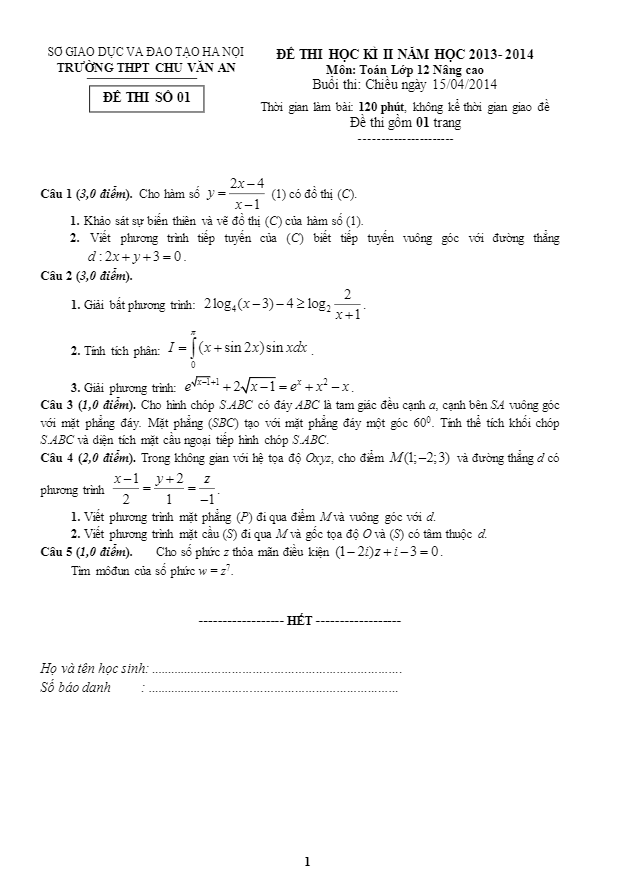 SỞ GIAO DỤC VA ĐAO TẠO HA NỘI
TRƯỜNG THPT CHU VĂN AN
ĐỀ THI SỐ 01
ĐỀ THI HỌC KÌ II NĂM HỌC 2013- 2014
Môn: Toán Lớp 12 Nâng cao
Buổi thi: Chiều ngày 15/04/2014
Thời gian làm bài: 120 phút, không kể thời gian giao đề
Đề thi gồm 01 trang
----------------------
Câu 1 (3,0 điểm). Cho hàm số y = \frac{2x-4}{x-1} (1) có đồ thị (C).
1. Khảo sát sự biến thiên và vẽ đồ thị (C) của hàm số (1).
2. Viết phương trình tiếp tuyến của (C) biết tiếp tuyến vuông góc với đường thẳng
d : 2x + y + 3 = 0 .
Câu 2 (3,0 điểm).
1. Giải bất phương trình: 2\log_4(x-3) - 4 ≥ \log_2 \frac{2}{x+1} .
2. Tính tích phân: I = \int_0^π (x + \sin 2x) \sin x dx .
3. Giải phương trình: e^{\sqrt{x-1}+1} + 2\sqrt{x-1} = e^x + x^2 - x .
Câu 3 (1,0 điểm). Cho hình chóp S.ABC có đáy ABC là tam giác đều cạnh a, cạnh bên SA vuông góc
với mặt phẳng đáy. Mặt phẳng (SBC) tạo với mặt phẳng đáy một góc 60⁰. Tính thể tích khối chóp
S.ABC và diện tích mặt cầu ngoại tiếp hình chóp S.ABC.
Câu 4 (2,0 điểm). Trong không gian với hệ tọa độ Oxyz, cho điểm M(1;−2;3) và đường thẳng d có
phương trình \frac{x-1}{2} = \frac{y+2}{1} = \frac{z}{-1} .
1. Viết phương trình mặt phẳng (P) đi qua điểm M và vuông góc với d.
2. Viết phương trình mặt cầu (S) đi qua M và gốc tọa độ O và (S) có tâm thuộc d.
Câu 5 (1,0 điểm). Cho số phức z thỏa mãn điều kiện (1 − 2i)z + i − 3 = 0 .
Tìm môđun của số phức w = z⁷.
------------------- HẾT -------------------
Họ và tên học sinh: ..............................................................................
Số báo danh : ..............................................................................
1